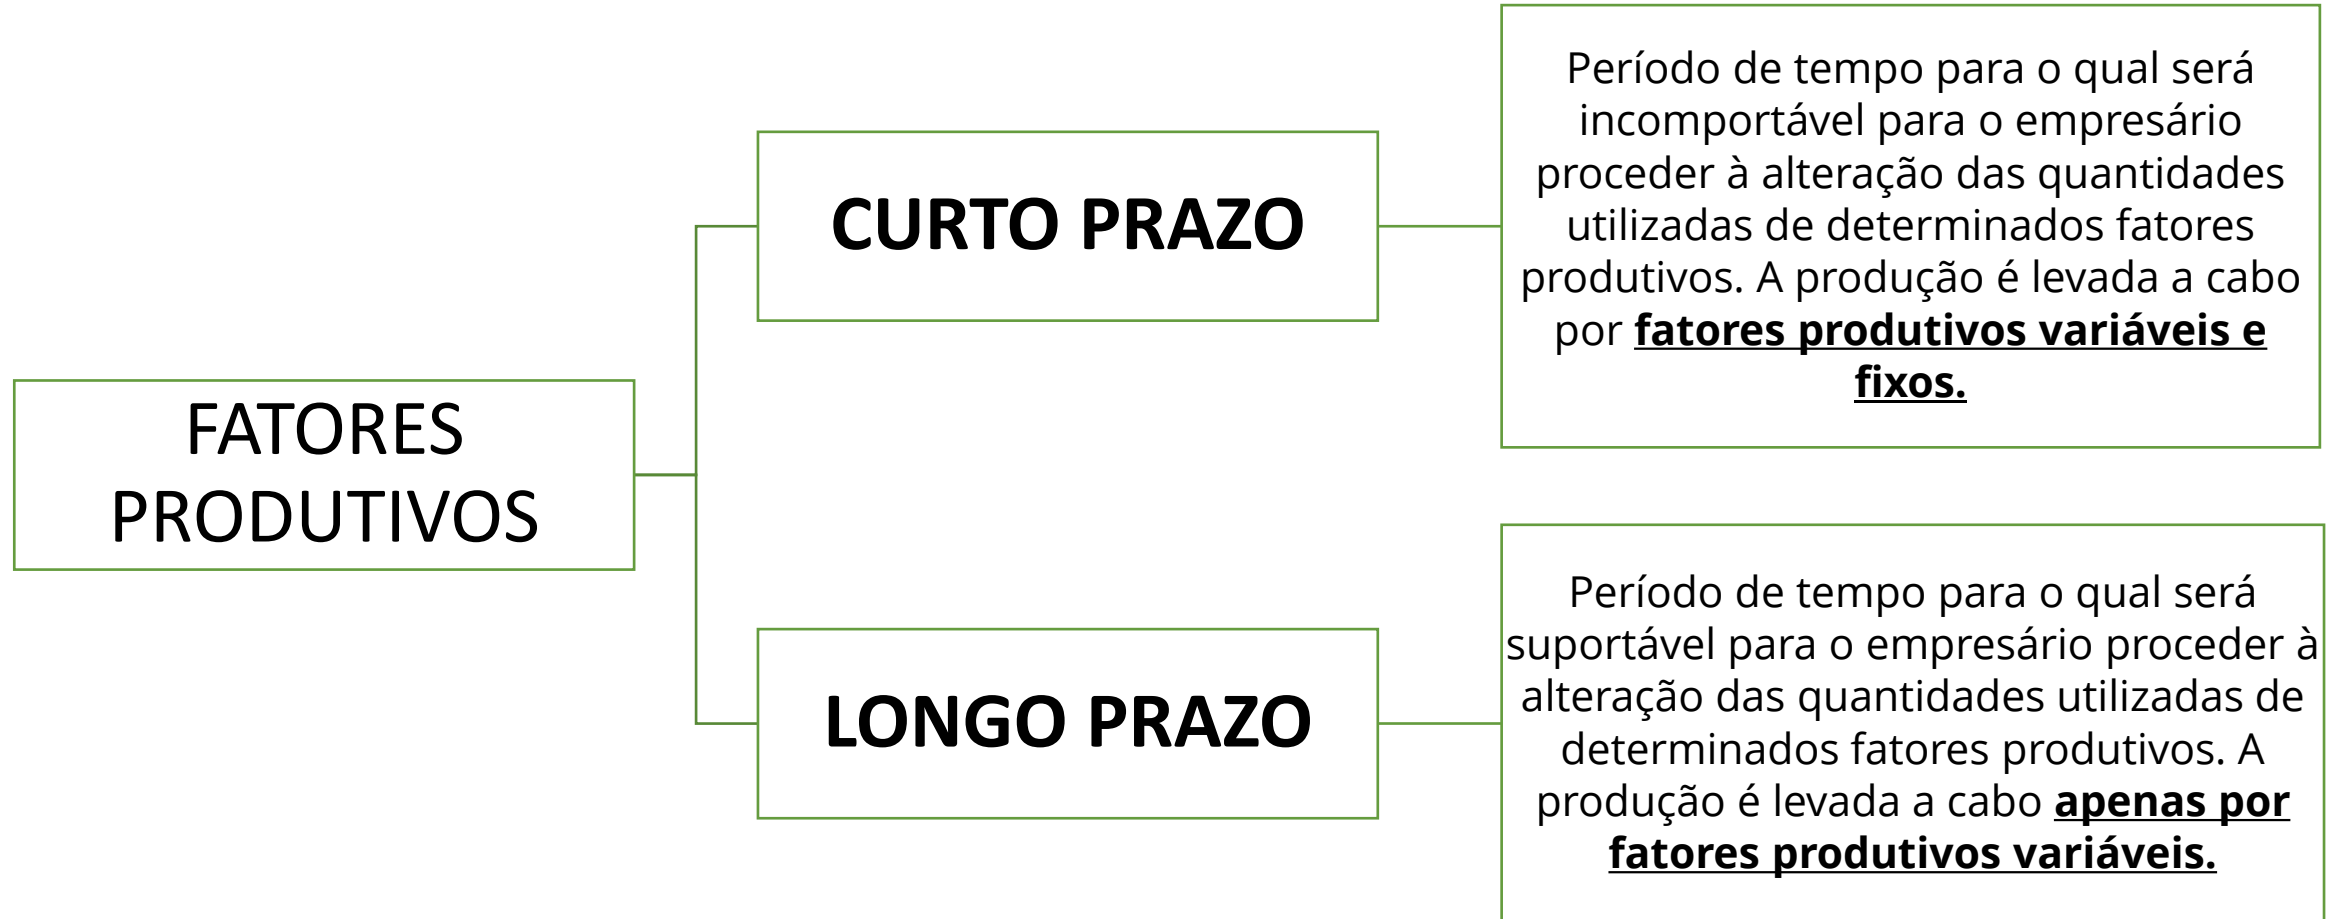 FATORES
PRODUTIVOS
CURTO PRAZO
Período de tempo para o qual será
incomportável para o empresário
proceder à alteração das quantidades
utilizadas de determinados fatores
produtivos. A produção é levada a cabo
por fatores produtivos variáveis e
fixos.
LONGO PRAZO
Período de tempo para o qual será
suportável para o empresário proceder à
alteração das quantidades utilizadas de
determinados fatores produtivos. A
produção é levada a cabo apenas por
fatores produtivos variáveis.